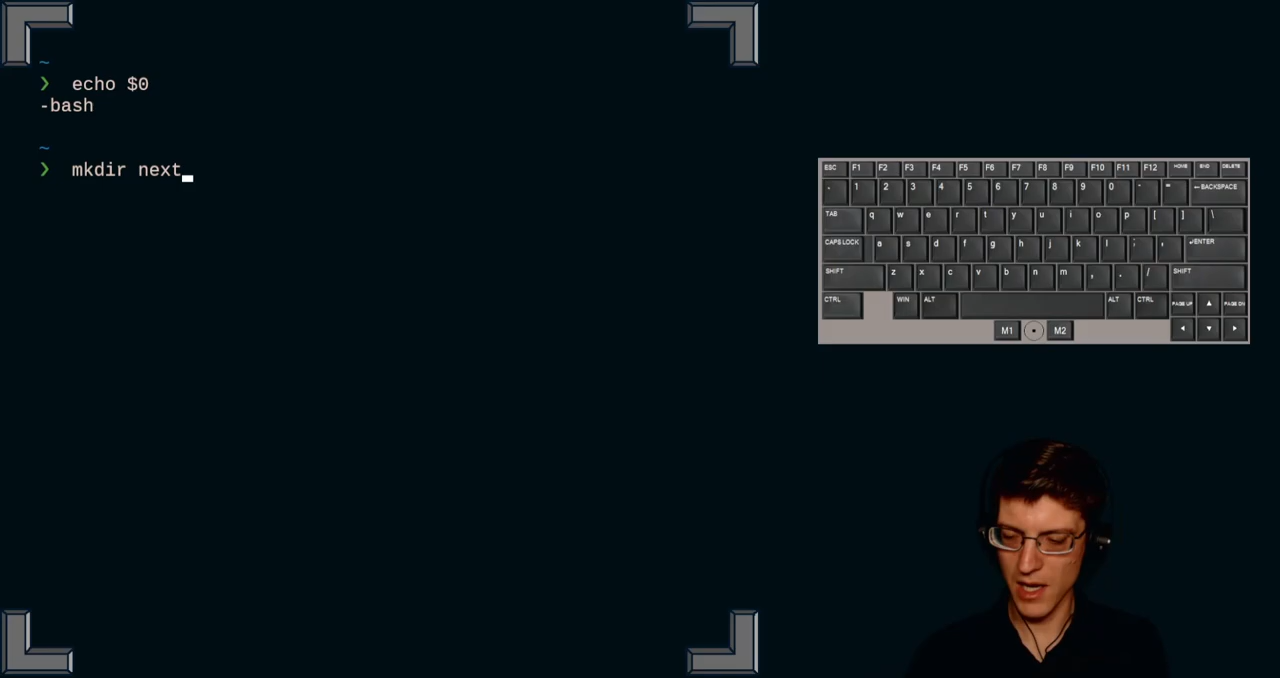 ~
❯ echo $0
-bash
~
❯ mkdir next
ESC F1 F2 F3 F4 F5 F6 F7 F8 F9 F10 F11 F12 HOME END DELETE
1 2 3 4 5 6 7 8 9 0 - = ←BACKSPACE
TAB q w e r t y u i o p [ ] \
CAPS LOCK a s d f g h j k l ; ↵ENTER
SHIFT z x c v b n m , . / SHIFT
CTRL WIN ALT ALT CTRL PAGE UP ▲ PAGE DN
M1 M2 ◄ ▼ ►